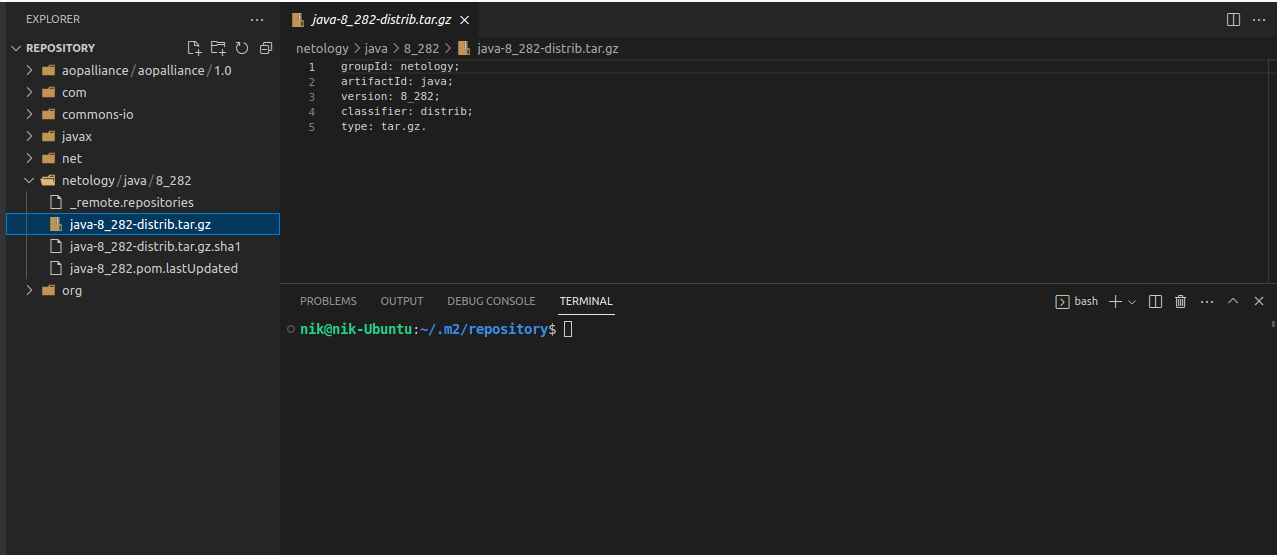 EXPLORER
REPOSITORY
aopalliance/aopalliance/1.0
com
commons-io
javax
net
netology/java/8_282
_remote.repositories
java-8_282-distrib.tar.gz
java-8_282-distrib.tar.gz.sha1
java-8_282.pom.lastUpdated
org
java-8_282-distrib.tar.gz
netology > java > 8_282 > java-8_282-distrib.tar.gz
1 groupId: netology;
2 artifactId: java;
3 version: 8_282;
4 classifier: distrib;
5 type: tar.gz.
PROBLEMS OUTPUT DEBUG CONSOLE TERMINAL bash
nik@nik-Ubuntu:~/.m2/repository$